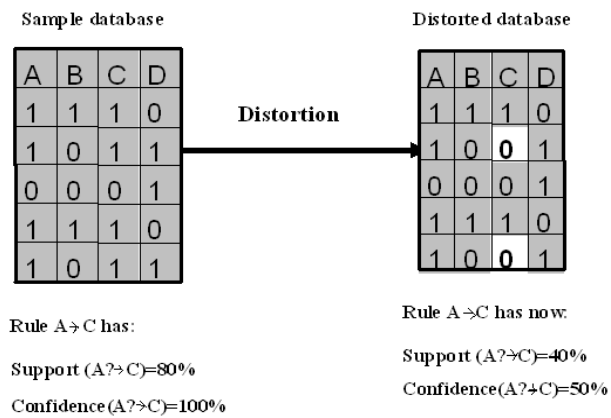 Sample database
Distorted database
A B C D
1 1 1 0
1 0 1 1
0 0 0 1
1 1 1 0
1 0 1 1
Distortion
A B C D
1 1 1 0
1 0 0 1
0 0 0 1
1 1 1 0
1 0 0 1
Rule A→C has:
Support (A?→C)=80%
Confidence(A?→C)=100%
Rule A→C has now:
Support (A?→C)=40%
Confidence(A?→C)=50%